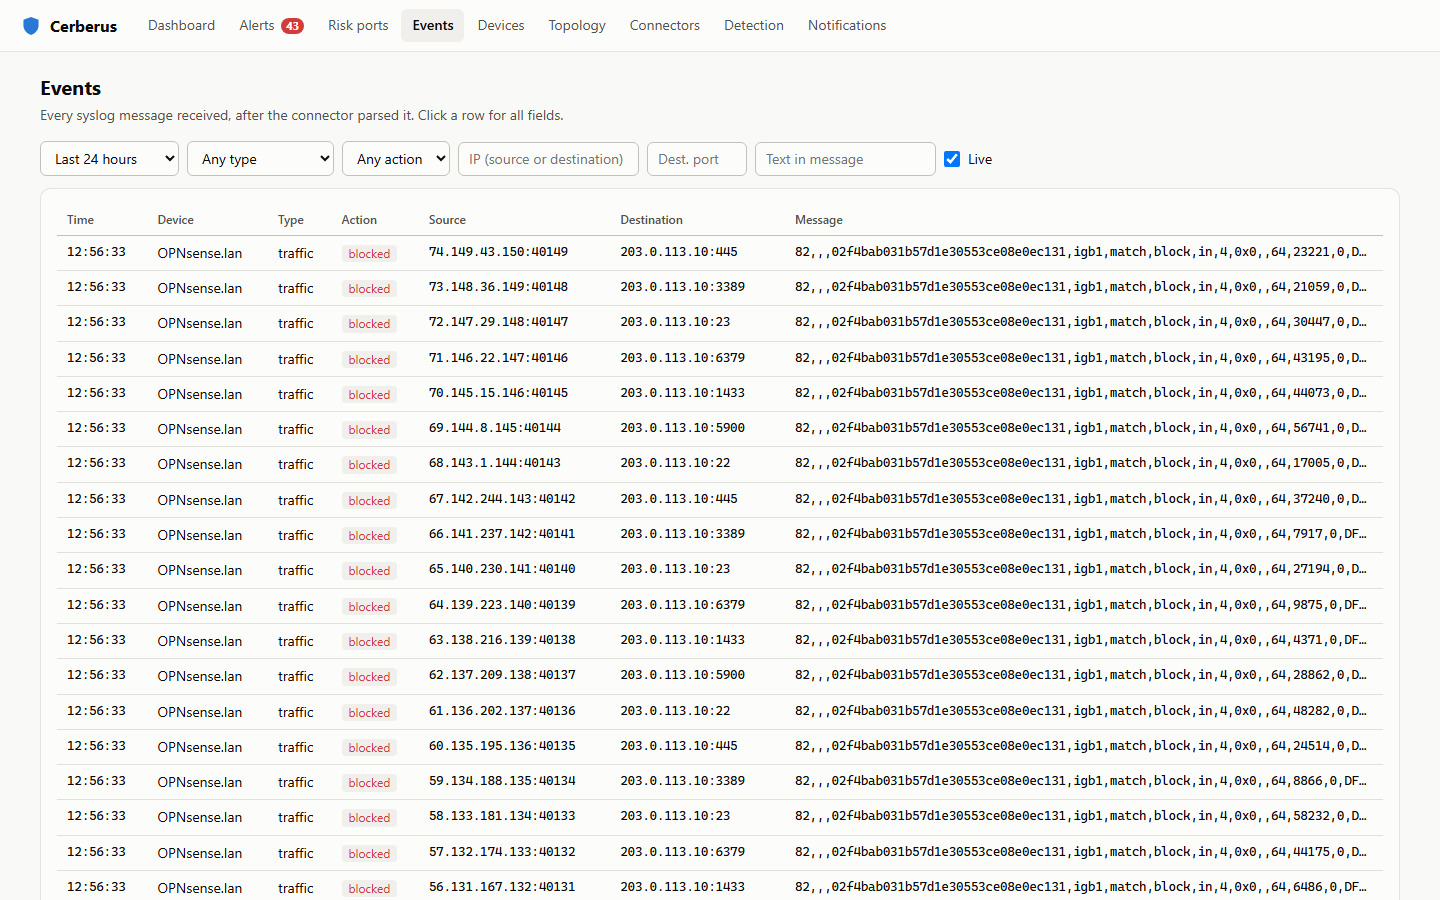 Cerberus Dashboard Alerts 43 Risk ports Events Devices Topology Connectors Detection Notifications
Events
Every syslog message received, after the connector parsed it. Click a row for all fields.
Last 24 hours Any type Any action IP (source or destination) Dest. port Text in message Live
Time Device Type Action Source Destination Message
12:56:33 OPNsense.lan traffic blocked 74.149.43.150:40149 203.0.113.10:445 82,,,02f4bab031b57d1e30553ce08e0ec131,igb1,match,block,in,4,0x0,,64,23221,0,D…
12:56:33 OPNsense.lan traffic blocked 73.148.36.149:40148 203.0.113.10:3389 82,,,02f4bab031b57d1e30553ce08e0ec131,igb1,match,block,in,4,0x0,,64,21059,0,D…
12:56:33 OPNsense.lan traffic blocked 72.147.29.148:40147 203.0.113.10:23 82,,,02f4bab031b57d1e30553ce08e0ec131,igb1,match,block,in,4,0x0,,64,30447,0,D…
12:56:33 OPNsense.lan traffic blocked 71.146.22.147:40146 203.0.113.10:6379 82,,,02f4bab031b57d1e30553ce08e0ec131,igb1,match,block,in,4,0x0,,64,43195,0,D…
12:56:33 OPNsense.lan traffic blocked 70.145.15.146:40145 203.0.113.10:1433 82,,,02f4bab031b57d1e30553ce08e0ec131,igb1,match,block,in,4,0x0,,64,44073,0,D…
12:56:33 OPNsense.lan traffic blocked 69.144.8.145:40144 203.0.113.10:5900 82,,,02f4bab031b57d1e30553ce08e0ec131,igb1,match,block,in,4,0x0,,64,56741,0,D…
12:56:33 OPNsense.lan traffic blocked 68.143.1.144:40143 203.0.113.10:22 82,,,02f4bab031b57d1e30553ce08e0ec131,igb1,match,block,in,4,0x0,,64,17005,0,D…
12:56:33 OPNsense.lan traffic blocked 67.142.244.143:40142 203.0.113.10:445 82,,,02f4bab031b57d1e30553ce08e0ec131,igb1,match,block,in,4,0x0,,64,37240,0,D…
12:56:33 OPNsense.lan traffic blocked 66.141.237.142:40141 203.0.113.10:3389 82,,,02f4bab031b57d1e30553ce08e0ec131,igb1,match,block,in,4,0x0,,64,7917,0,DF…
12:56:33 OPNsense.lan traffic blocked 65.140.230.141:40140 203.0.113.10:23 82,,,02f4bab031b57d1e30553ce08e0ec131,igb1,match,block,in,4,0x0,,64,27194,0,D…
12:56:33 OPNsense.lan traffic blocked 64.139.223.140:40139 203.0.113.10:6379 82,,,02f4bab031b57d1e30553ce08e0ec131,igb1,match,block,in,4,0x0,,64,9875,0,DF…
12:56:33 OPNsense.lan traffic blocked 63.138.216.139:40138 203.0.113.10:1433 82,,,02f4bab031b57d1e30553ce08e0ec131,igb1,match,block,in,4,0x0,,64,4371,0,DF…
12:56:33 OPNsense.lan traffic blocked 62.137.209.138:40137 203.0.113.10:5900 82,,,02f4bab031b57d1e30553ce08e0ec131,igb1,match,block,in,4,0x0,,64,28862,0,D…
12:56:33 OPNsense.lan traffic blocked 61.136.202.137:40136 203.0.113.10:22 82,,,02f4bab031b57d1e30553ce08e0ec131,igb1,match,block,in,4,0x0,,64,48282,0,D…
12:56:33 OPNsense.lan traffic blocked 60.135.195.136:40135 203.0.113.10:445 82,,,02f4bab031b57d1e30553ce08e0ec131,igb1,match,block,in,4,0x0,,64,24514,0,D…
12:56:33 OPNsense.lan traffic blocked 59.134.188.135:40134 203.0.113.10:3389 82,,,02f4bab031b57d1e30553ce08e0ec131,igb1,match,block,in,4,0x0,,64,8866,0,DF…
12:56:33 OPNsense.lan traffic blocked 58.133.181.134:40133 203.0.113.10:23 82,,,02f4bab031b57d1e30553ce08e0ec131,igb1,match,block,in,4,0x0,,64,58232,0,D…
12:56:33 OPNsense.lan traffic blocked 57.132.174.133:40132 203.0.113.10:6379 82,,,02f4bab031b57d1e30553ce08e0ec131,igb1,match,block,in,4,0x0,,64,44175,0,D…
12:56:33 OPNsense.lan traffic blocked 56.131.167.132:40131 203.0.113.10:1433 82,,,02f4bab031b57d1e30553ce08e0ec131,igb1,match,block,in,4,0x0,,64,6486,0,DF…